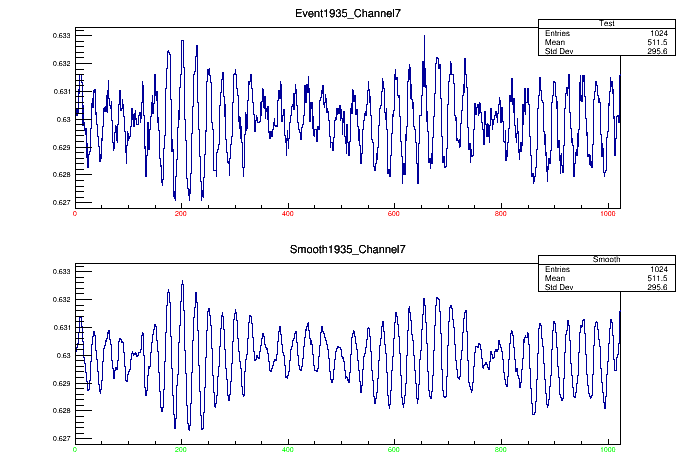 Event1935_Channel7
Test
Entries 1024
Mean 511.5
Std Dev 295.6
0.633
0.632
0.631
0.63
0.629
0.628
0.627
0 200 400 600 800 1000
Smooth1935_Channel7
Smooth
Entries 1024
Mean 511.5
Std Dev 295.6
0.633
0.632
0.631
0.63
0.629
0.628
0.627
0 200 400 600 800 1000